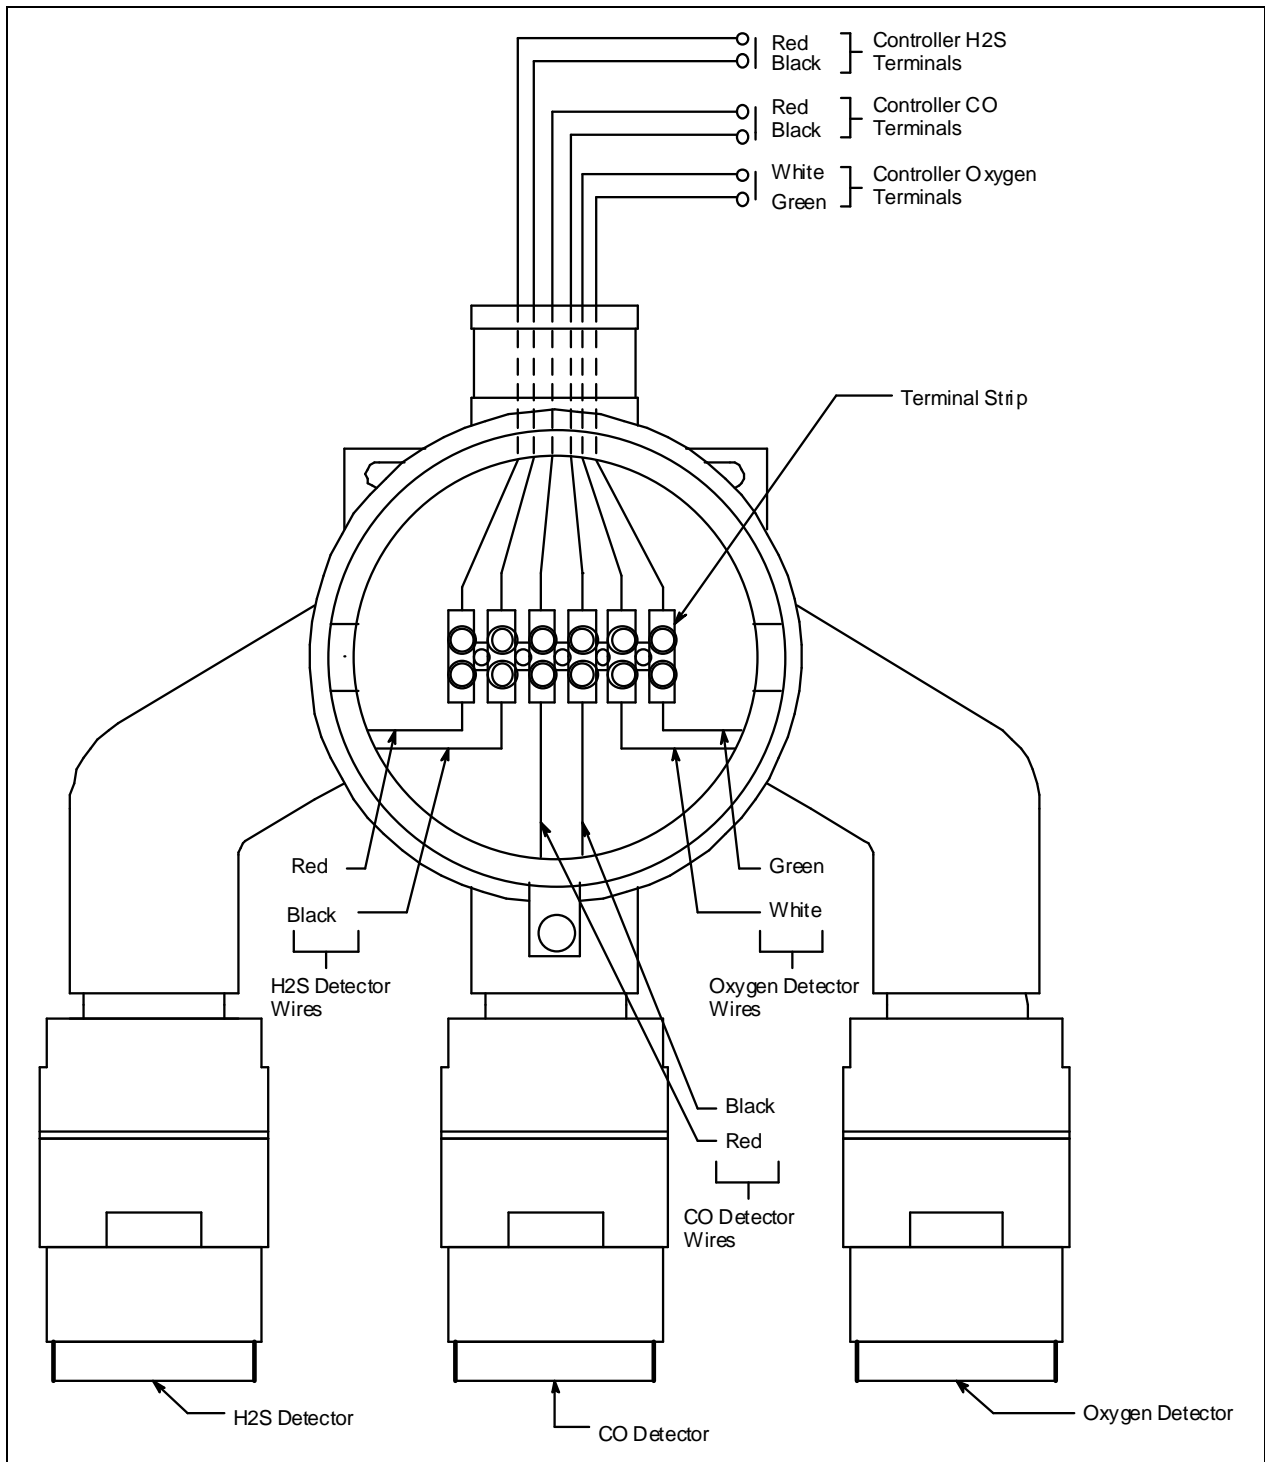 Red
Black
Controller H2S
Terminals
Red
Black
Controller CO
Terminals
White
Green
Controller Oxygen
Terminals
Terminal Strip
Red
Black
H2S Detector
Wires
Green
White
Oxygen Detector
Wires
Black
Red
CO Detector
Wires
H2S Detector
CO Detector
Oxygen Detector